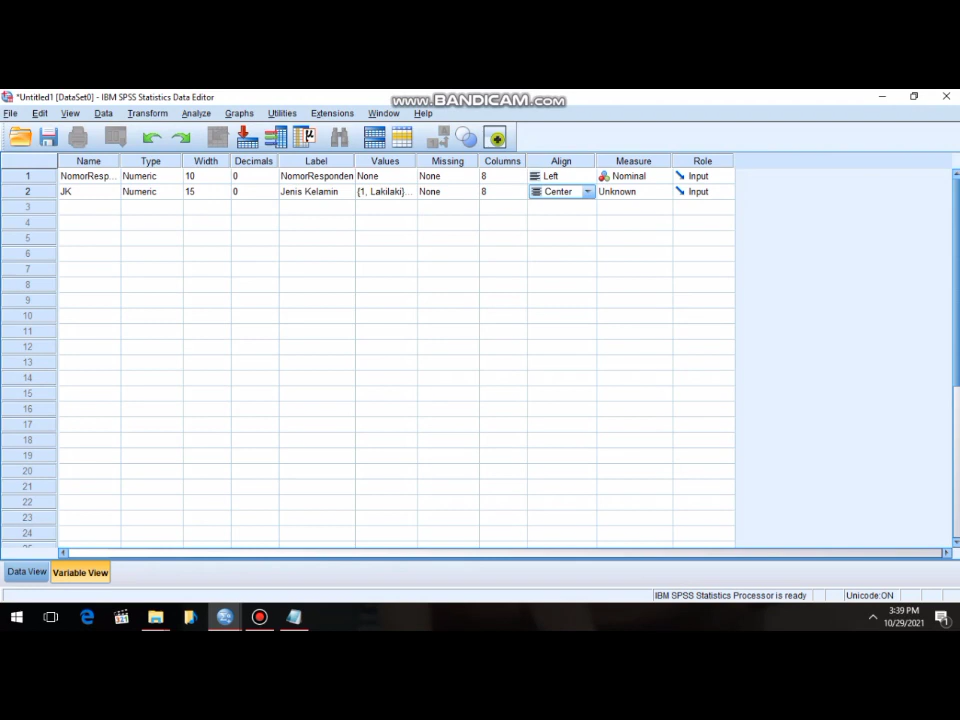 *Untitled1 [DataSet0] - IBM SPSS Statistics Data Editor
www.BANDICAM.com
File Edit View Data Transform Analyze Graphs Utilities Extensions Window Help
Name Type Width Decimals Label Values Missing Columns Align Measure Role
1 NomorResp... Numeric 10 0 NomorResponden None None 8 Left Nominal Input
2 JK Numeric 15 0 Jenis Kelamin {1, Lakilaki}... None 8 Center Unknown Input
3
4
5
6
7
8
9
10
11
12
13
14
15
16
17
18
19
20
21
22
23
24
Data View Variable View
IBM SPSS Statistics Processor is ready Unicode:ON
3:39 PM
10/29/2021